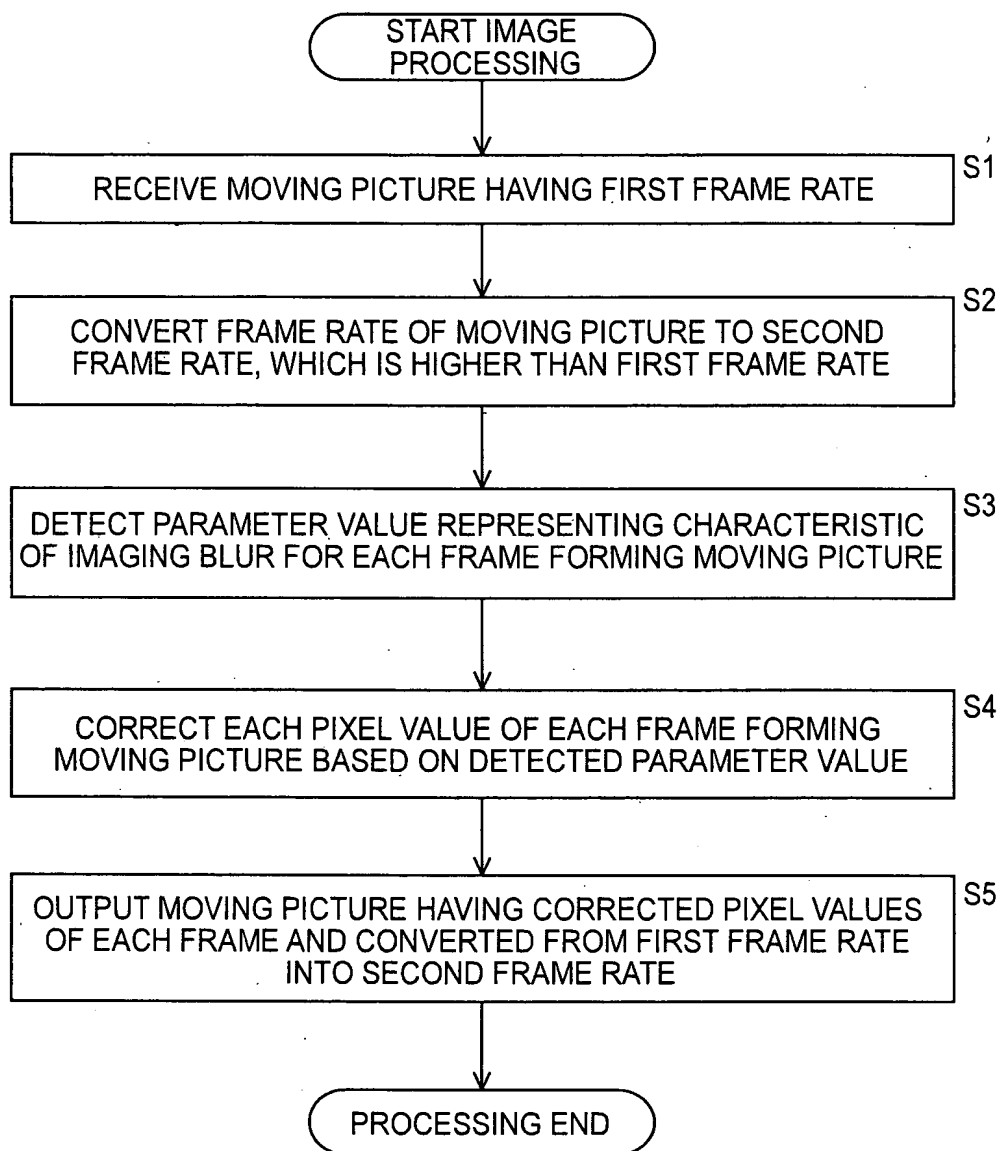 START IMAGE
PROCESSING
S1
RECEIVE MOVING PICTURE HAVING FIRST FRAME RATE
S2
CONVERT FRAME RATE OF MOVING PICTURE TO SECOND
FRAME RATE, WHICH IS HIGHER THAN FIRST FRAME RATE
S3
DETECT PARAMETER VALUE REPRESENTING CHARACTERISTIC
OF IMAGING BLUR FOR EACH FRAME FORMING MOVING PICTURE
S4
CORRECT EACH PIXEL VALUE OF EACH FRAME FORMING
MOVING PICTURE BASED ON DETECTED PARAMETER VALUE
S5
OUTPUT MOVING PICTURE HAVING CORRECTED PIXEL VALUES
OF EACH FRAME AND CONVERTED FROM FIRST FRAME RATE
INTO SECOND FRAME RATE
PROCESSING END